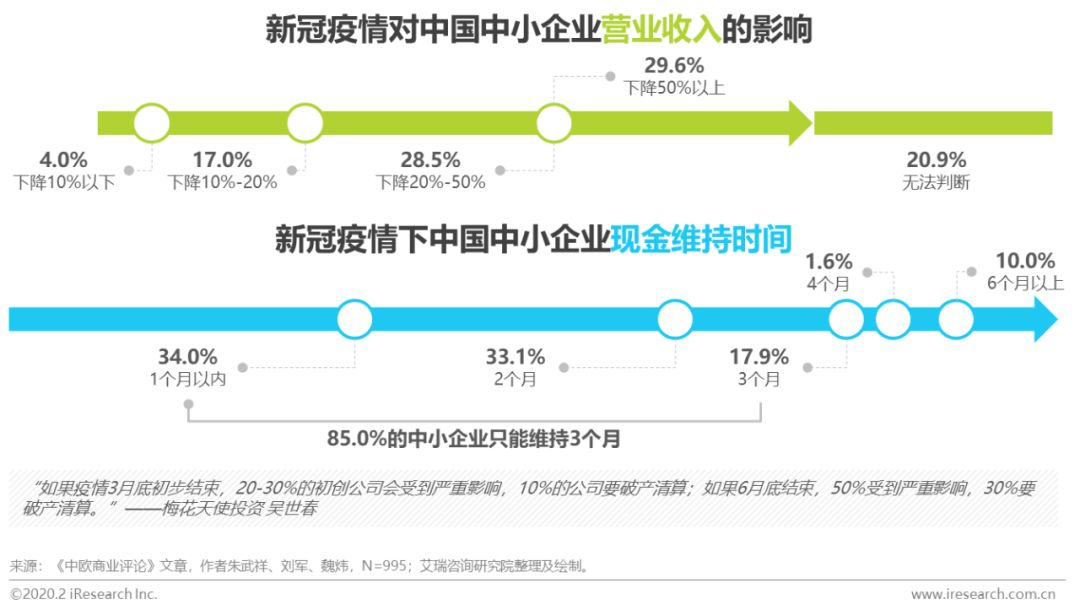 新冠疫情对中国中小企业营业收入的影响
29.6%
下降50%以上
4.0%
下降10%以下
17.0%
下降10%-20%
28.5%
下降20%-50%
20.9%
无法判断
新冠疫情下中国中小企业现金维持时间
1.6%
4个月
10.0%
6个月以上
34.0%
1个月以内
33.1%
2个月
17.9%
3个月
85.0%的中小企业只能维持3个月
“如果疫情3月底初步结束，20-30%的初创公司会受到严重影响，10%的公司要破产清算；如果6月底结束，50%受到严重影响，30%要
破产清算。“ ——梅花天使投资 吴世春
来源：《中欧商业评论》文章，作者朱武祥、刘军、魏炜，N=995；艾瑞咨询研究院整理及绘制。
©2020.2 iResearch Inc.
www.iresearch.com.cn